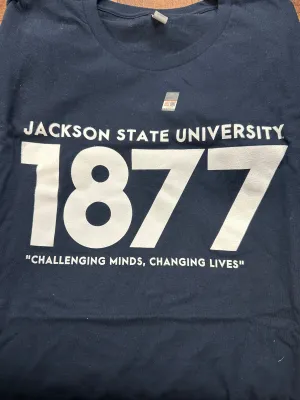 JACKSON STATE UNIVERSITY
1877
"CHALLENGING MINDS, CHANGING LIVES"